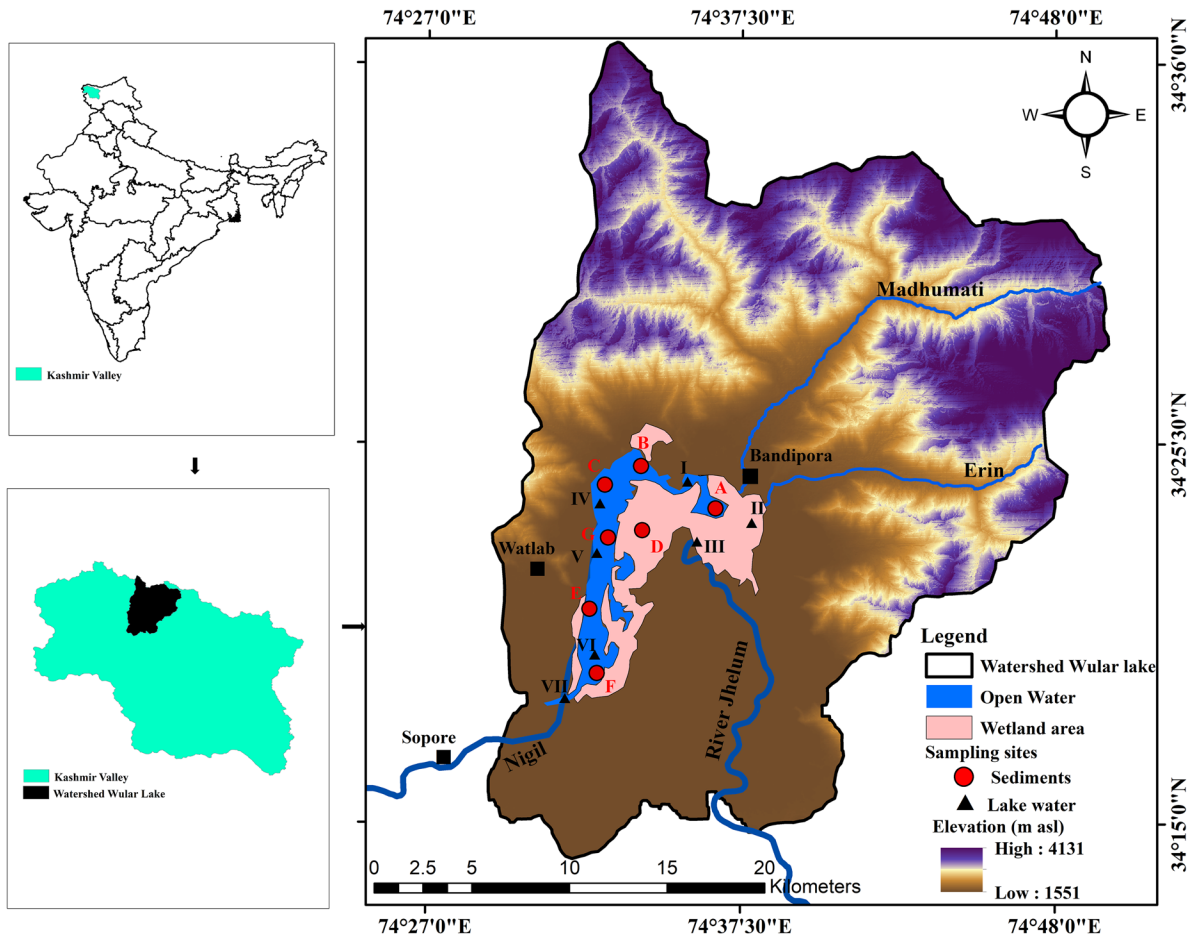 74°27'0"E
74°37'30"E
74°48'0"E
34°36'0"N
34°25'30"N
34°15'0"N
N
W
E
S
Kashmir Valley
Kashmir Valley
Watershed Wular Lake
Madhumati
Bandipora
Erin
B
I
C
A
IV
II
G
D
III
V
Watlab
VI
VII
F
Sopore
Nigil
River Jhelum
Legend
Watershed Wular lake
Open Water
Wetland area
Sampling sites
Sediments
Lake water
Elevation (m asl)
High : 4131
Low : 1551
0 2.5 5 10 15 20
Kilometers
74°27'0"E
74°37'30"E
74°48'0"E